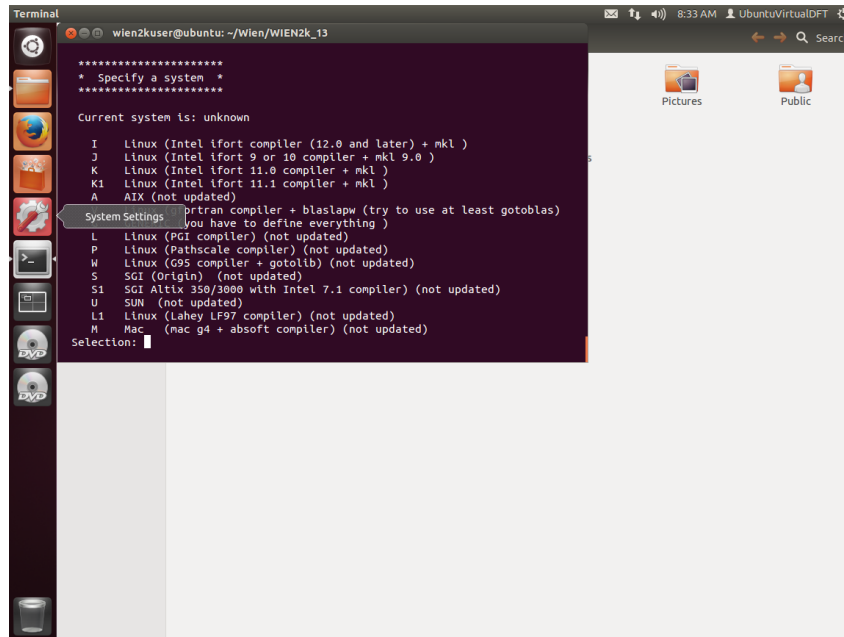 Terminal
8:33 AM UbuntuVirtualDFT
wien2kuser@ubuntu: ~/Wien/WIEN2k_13
Searc
**********************
* Specify a system *
**********************
Current system is: unknown
I Linux (Intel ifort compiler (12.0 and later) + mkl )
J Linux (Intel ifort 9 or 10 compiler + mkl 9.0 )
K Linux (Intel ifort 11.0 compiler + mkl )
K1 Linux (Intel ifort 11.1 compiler + mkl )
A AIX (not updated)
fortran compiler + blaslapw (try to use at least gotoblas)
System Settings
you have to define everything )
L Linux (PGI compiler) (not updated)
P Linux (Pathscale compiler) (not updated)
W Linux (G95 compiler + gotolib) (not updated)
S SGI (Origin) (not updated)
S1 SGI Altix 350/3000 with Intel 7.1 compiler) (not updated)
U SUN (not updated)
L1 Linux (Lahey LF97 compiler) (not updated)
M Mac (mac g4 + absoft compiler) (not updated)
Selection:
Pictures
Public
s
DVD
DVD